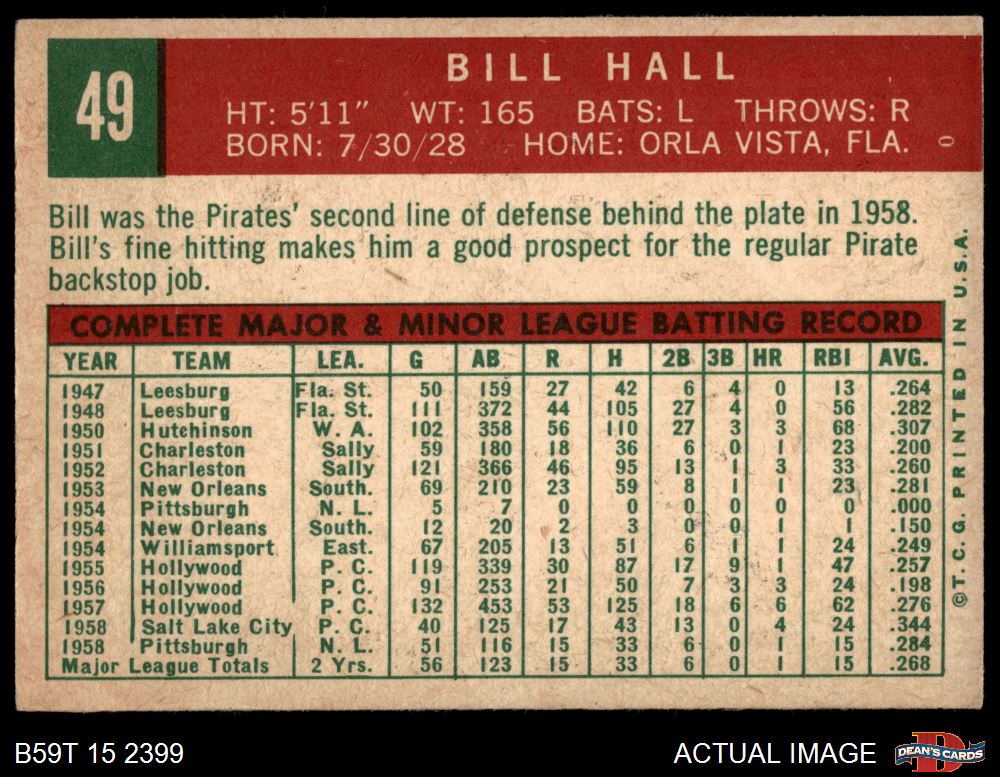 49
BILL HALL
HT: 5'11" WT: 165 BATS: L THROWS: R
BORN: 7/30/28 HOME: ORLA VISTA, FLA. 0
Bill was the Pirates' second line of defense behind the plate in 1958.
Bill's fine hitting makes him a good prospect for the regular Pirate
backstop job.
COMPLETE MAJOR & MINOR LEAGUE BATTING RECORD
YEAR TEAM LEA. G AB R H 2B 3B HR RBI AVG.
1947 Leesburg Fla. St. 50 159 27 42 6 4 0 13 .264
1948 Leesburg Fla. St. 111 372 44 105 27 4 0 56 .282
1950 Hutchinson W. A. 102 358 56 110 27 3 3 68 .307
1951 Charleston Sally 59 180 18 36 6 0 1 23 .200
1952 Charleston Sally 121 366 46 95 13 1 3 33 .260
1953 New Orleans South. 69 210 23 59 8 1 1 23 .281
1954 Pittsburgh N. L. 5 7 0 0 0 0 0 0 .000
1954 New Orleans South. 12 20 2 3 0 0 1 1 .150
1954 Williamsport East. 67 205 13 51 6 1 1 24 .249
1955 Hollywood P. C. 119 339 30 87 17 9 1 47 .257
1956 Hollywood P. C. 91 253 21 50 7 3 3 24 .198
1957 Hollywood P. C. 132 453 53 125 18 6 6 62 .276
1958 Salt Lake City P. C. 40 125 17 43 13 0 4 24 .344
1958 Pittsburgh N. L. 51 116 15 33 6 0 1 15 .284
Major League Totals 2 Yrs. 56 123 15 33 6 0 1 15 .268
© T. C. G. PRINTED IN U. S. A.
B59T 15 2399
ACTUAL IMAGE
DEAN'S CARDS